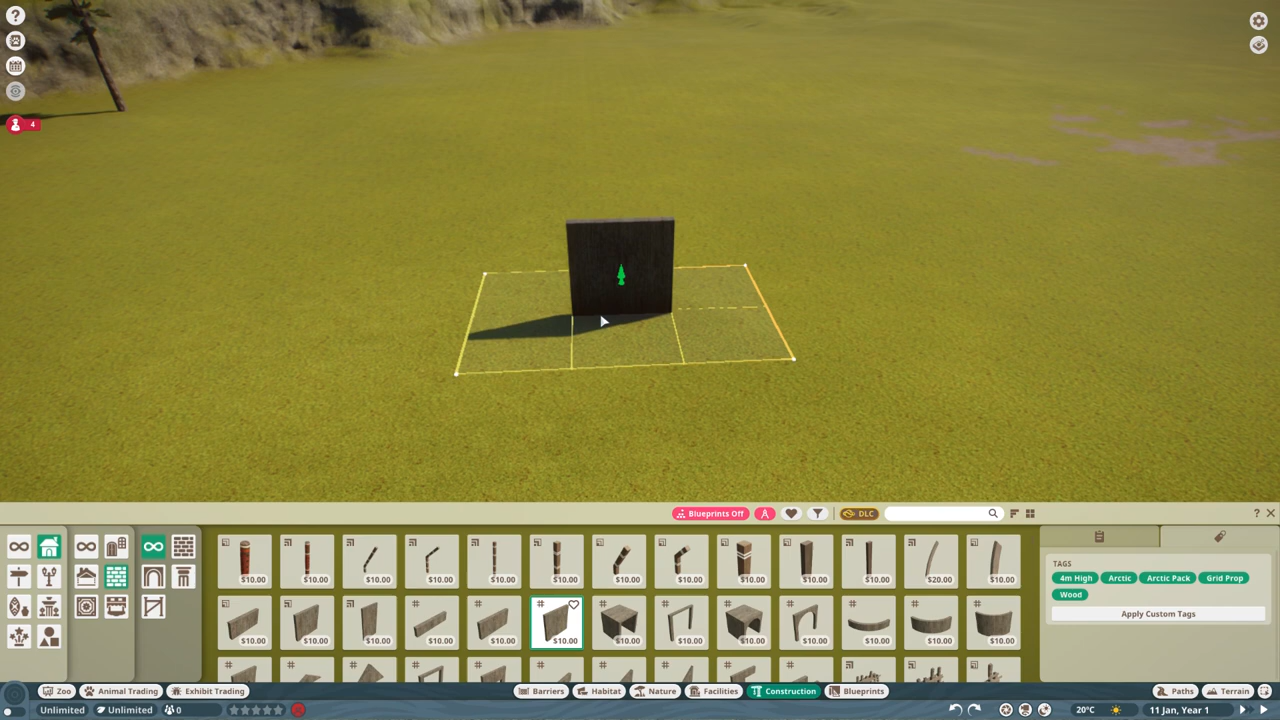 ?
4
Blueprints Off
DLC
?
$10.00 $10.00 $10.00 $10.00 $10.00 $10.00 $10.00 $10.00 $10.00 $10.00 $10.00 $20.00 $10.00
$10.00 $10.00 $10.00 $10.00 $10.00 $10.00 $10.00 $10.00 $10.00 $10.00 $10.00 $10.00 $10.00
TAGS
4m High Arctic Arctic Pack Grid Prop
Wood
Apply Custom Tags
Zoo Animal Trading Exhibit Trading Barriers Habitat Nature Facilities Construction Blueprints Paths Terrain
Unlimited Unlimited 0 20°C 11 Jan, Year 1